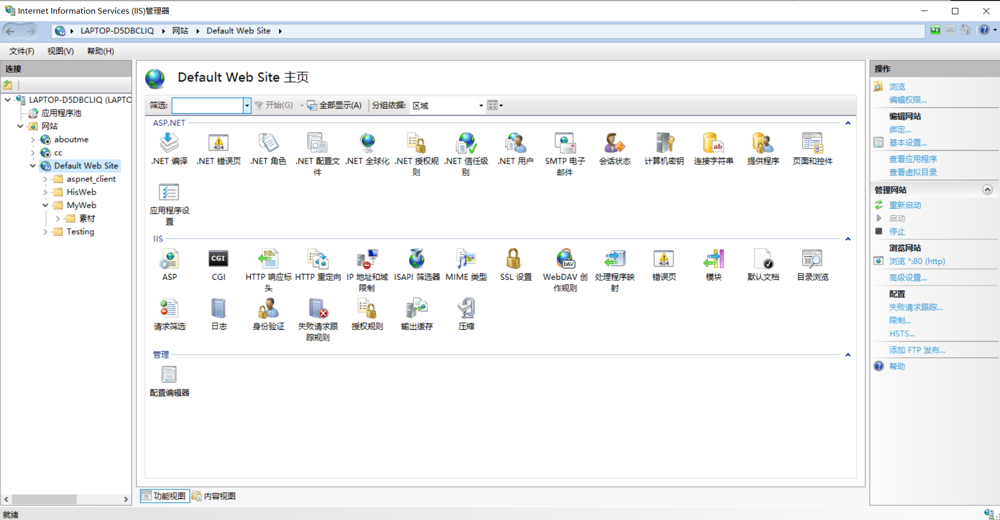 Internet Information Services (IIS)管理器
LAPTOP-D5DBCLIQ 网站 Default Web Site
文件(F) 视图(V) 帮助(H)
连接
LAPTOP-D5DBCLIQ (LAPTO
应用程序池
网站
aboutme
cc
Default Web Site
aspnet_client
HisWeb
MyWeb
素材
Testing
Default Web Site 主页
筛选: 开始(G) 全部显示(A) 分组依据: 区域
ASP.NET
.NET 编译
.NET 错误页
404
.NET 角色
.NET 配置文
件
.NET 全球化
.NET 授权规
则
.NET 信任级
别
.NET 用户
SMTP 电子
邮件
会话状态
计算机密钥
ab
连接字符串
提供程序
页面和控件
应用程序设
置
IIS
ASP
CGI
CGI
HTTP 响应标
头
HTTP 重定向
IP 地址和域
限制
ISAPI 筛选器
MIME 类型
SSL 设置
DAV
WebDAV 创
作规则
处理程序映
射
404
错误页
模块
默认文档
目录浏览
请求筛选
日志
身份验证
失败请求跟
踪规则
授权规则
输出缓存
压缩
管理
配置编辑器
功能视图 内容视图
操作
浏览
编辑权限...
编辑网站
绑定...
基本设置...
查看应用程序
查看虚拟目录
管理网站
重新启动
启动
停止
浏览网站
浏览 *:80 (http)
高级设置...
配置
失败请求跟踪...
限制...
HSTS...
添加 FTP 发布...
帮助
就绪